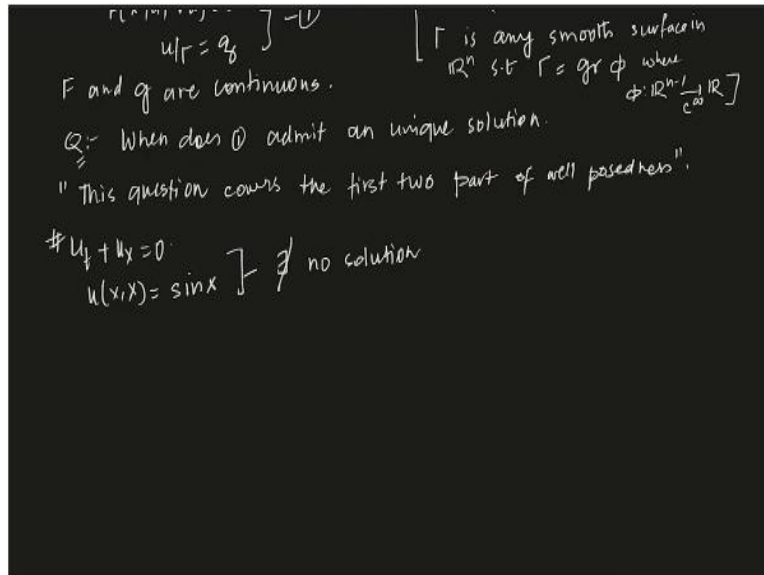 u/Γ = g ] -①
[ Γ is any smooth surface in
ℝⁿ s.t Γ = gr φ where
φ: ℝⁿ⁻¹ →_{C^∞} ℝ ]
F and g are continuous.
Q:- When does ① admit an unique solution.
" This question covers the first two part of well posedness".
# u_t + u_x = 0
u(x,x) = sinx ] - ∄ no solution